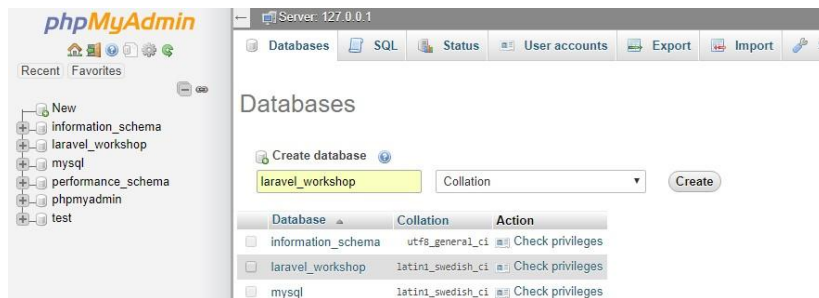 phpMyAdmin
Recent Favorites
New
information_schema
laravel_workshop
mysql
performance_schema
phpmyadmin
test
Server: 127.0.0.1
Databases SQL Status User accounts Export Import
Databases
Create database
laravel_workshop Collation Create
Database Collation Action
information_schema utf8_general_ci Check privileges
laravel_workshop latin1_swedish_ci Check privileges
mysql latin1_swedish_ci Check privileges